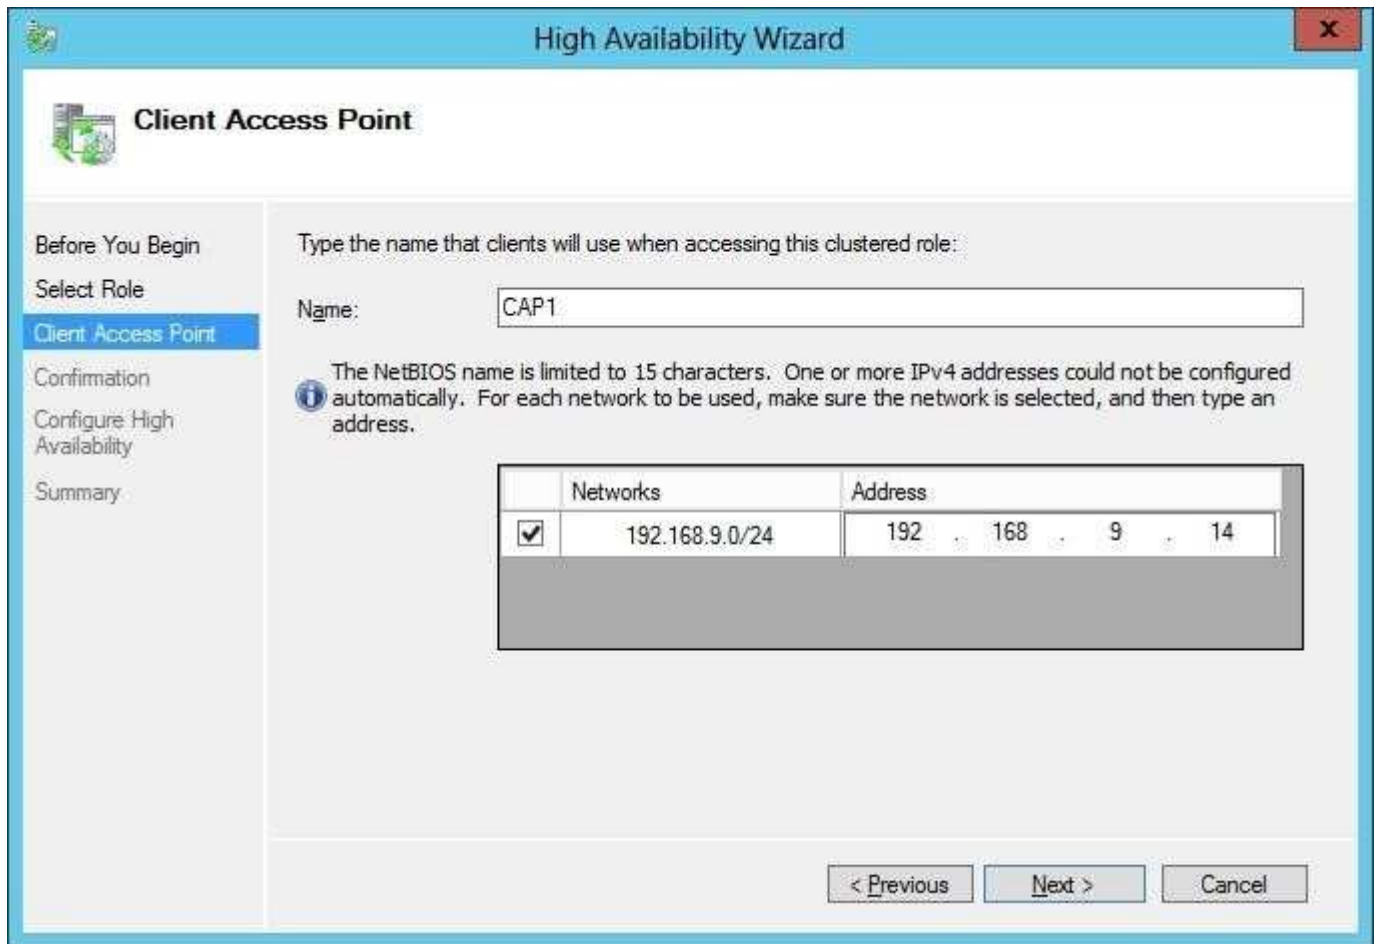 High Availability Wizard
x
Client Access Point
Before You Begin
Select Role
Client Access Point
Confirmation
Configure High
Availability
Summary
Type the name that clients will use when accessing this clustered role:
Name:
CAP1
The NetBIOS name is limited to 15 characters. One or more IPv4 addresses could not be configured
automatically. For each network to be used, make sure the network is selected, and then type an
address.
Networks Address
192.168.9.0/24 192 . 168 . 9 . 14
< Previous Next > Cancel